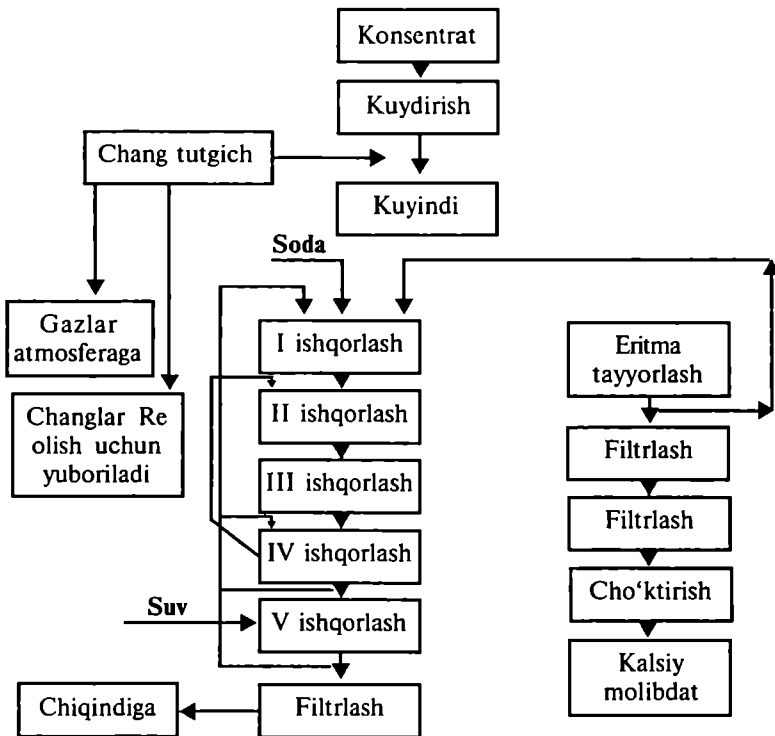 Konsentrat
Kuydirish
Chang tutgich
Kuyindi
Soda
Gazlar
atmosferaga
Changlar Re
olish uchun
yuboriladi
I ishqorlash
II ishqorlash
III ishqorlash
IV ishqorlash
Suv
V ishqorlash
Filtrlash
Chiqindiga
Eritma
tayyorlash
Filtrlash
Filtrlash
Cho‘ktirish
Kalsiy
molibdat